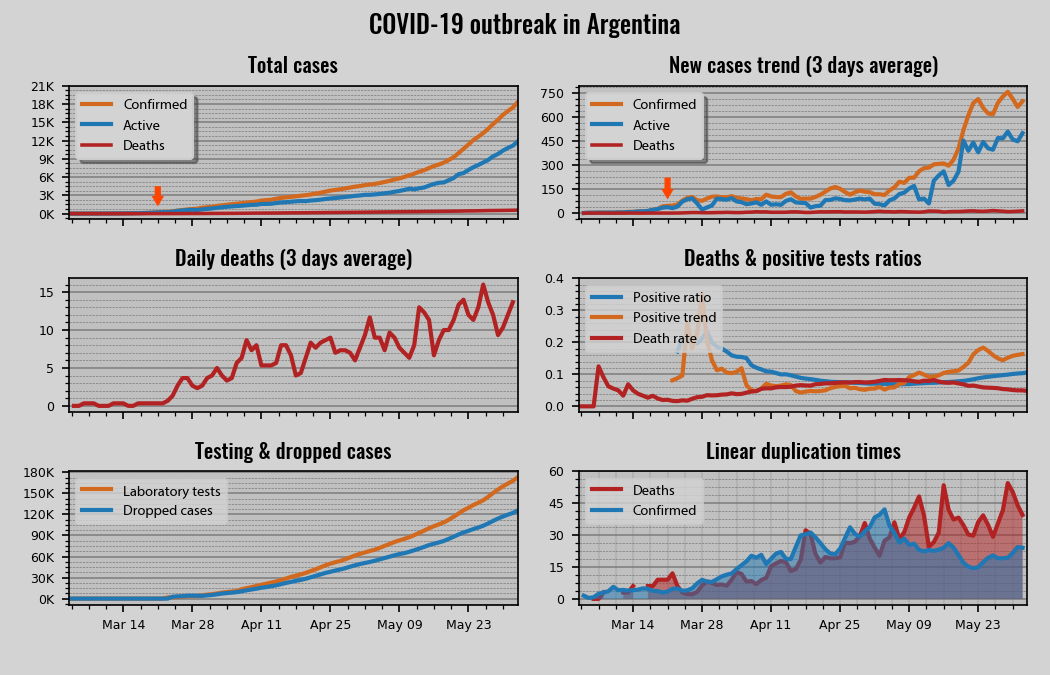 COVID-19 outbreak in Argentina
Total cases
21K
18K
15K
12K
9K
6K
3K
0K
Confirmed
Active
Deaths
New cases trend (3 days average)
750
600
450
300
150
0
Confirmed
Active
Deaths
Daily deaths (3 days average)
15
10
5
0
Deaths & positive tests ratios
0.4
0.3
0.2
0.1
0.0
Positive ratio
Positive trend
Death rate
Testing & dropped cases
180K
150K
120K
90K
60K
30K
0K
Laboratory tests
Dropped cases
Mar 14 Mar 28 Apr 11 Apr 25 May 09 May 23
Linear duplication times
60
45
30
15
0
Deaths
Confirmed
Mar 14 Mar 28 Apr 11 Apr 25 May 09 May 23